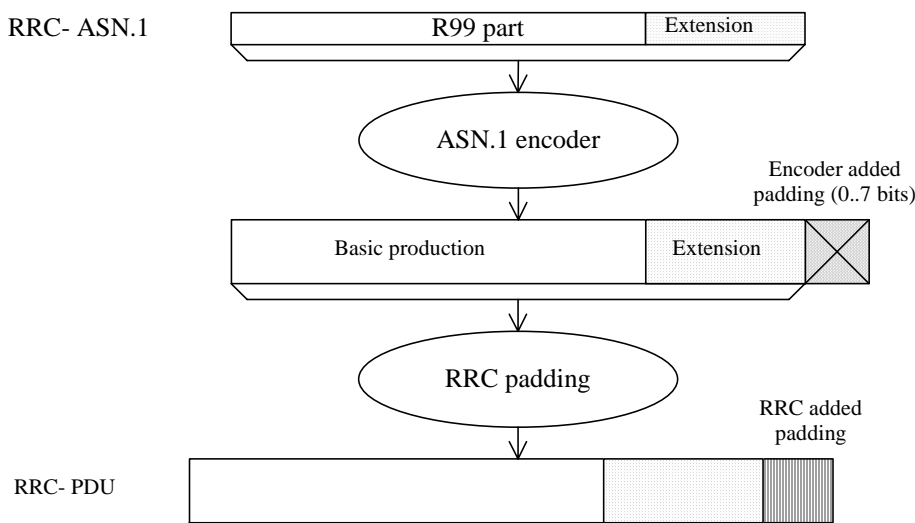 RRC- ASN.1
R99 part
Extension
ASN.1 encoder
Encoder added
padding (0..7 bits)
Basic production
Extension
RRC padding
RRC added
padding
RRC- PDU